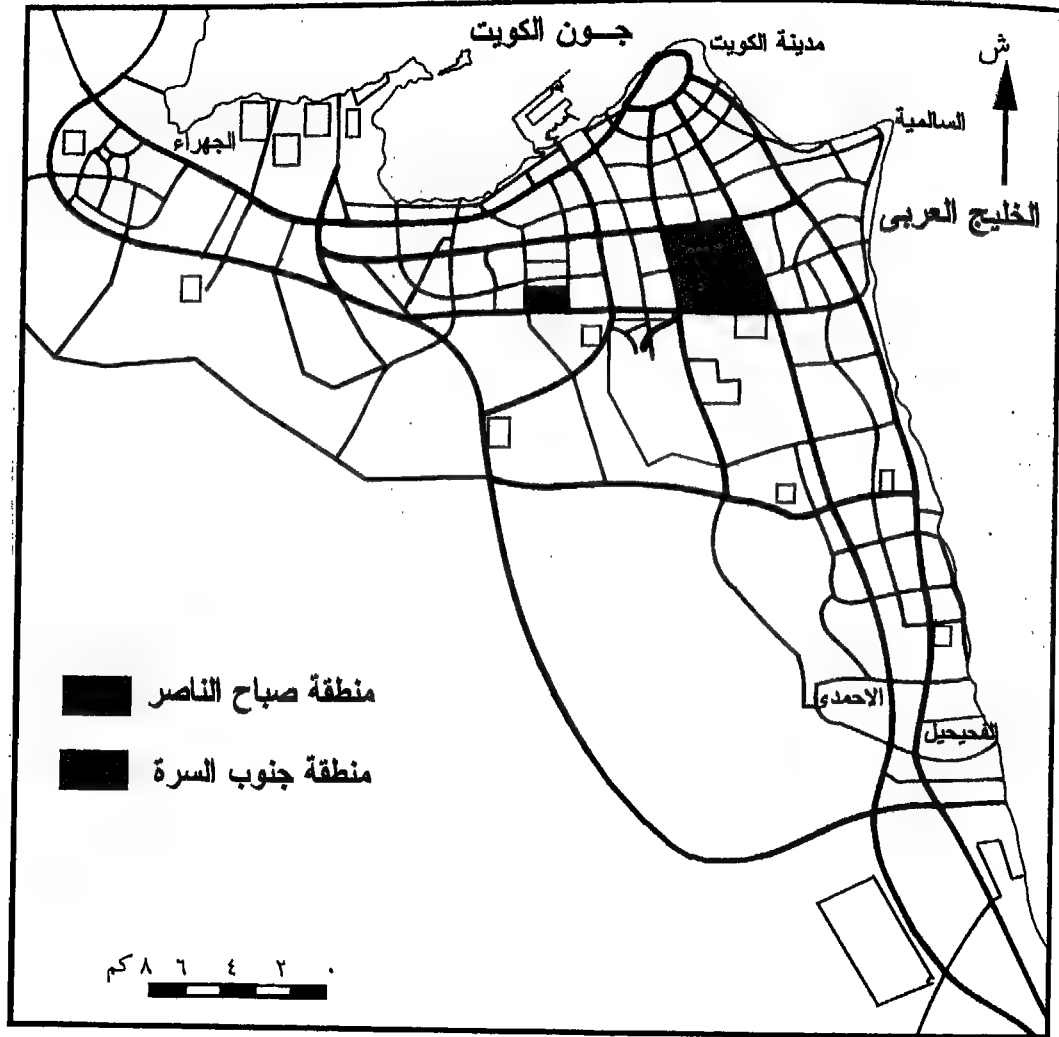 جـــون الكويت
مدينة الكويت
ش
السالمية
الجهراء
الخليج العربى
منطقة صباح الناصر
الاحمدى
الفحيحيل
منطقة جنوب السرة
٠ ٢ ٤ ٦ ٨ كم